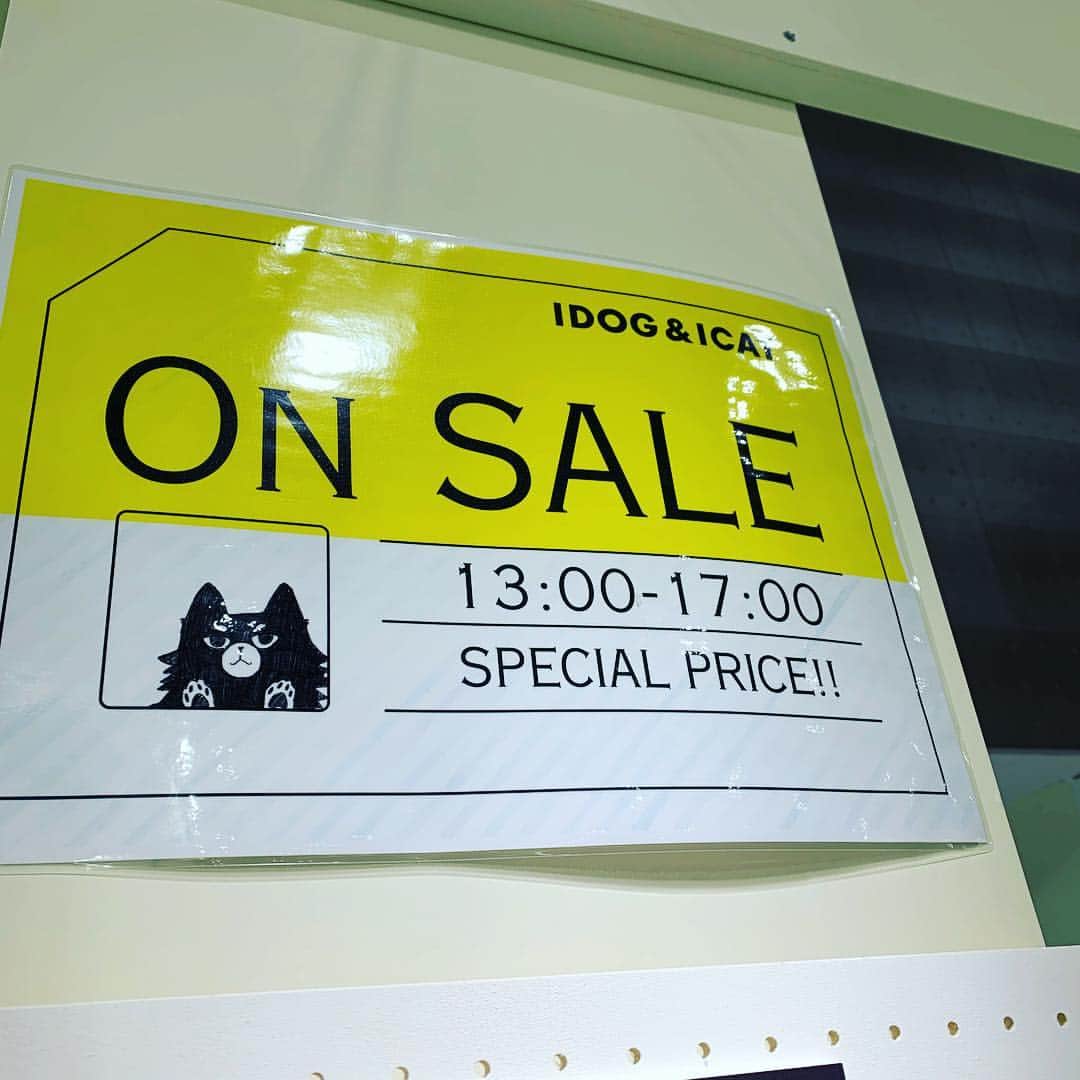 IDOG&ICAT
ON SALE
13:00-17:00
SPECIAL PRICE!!